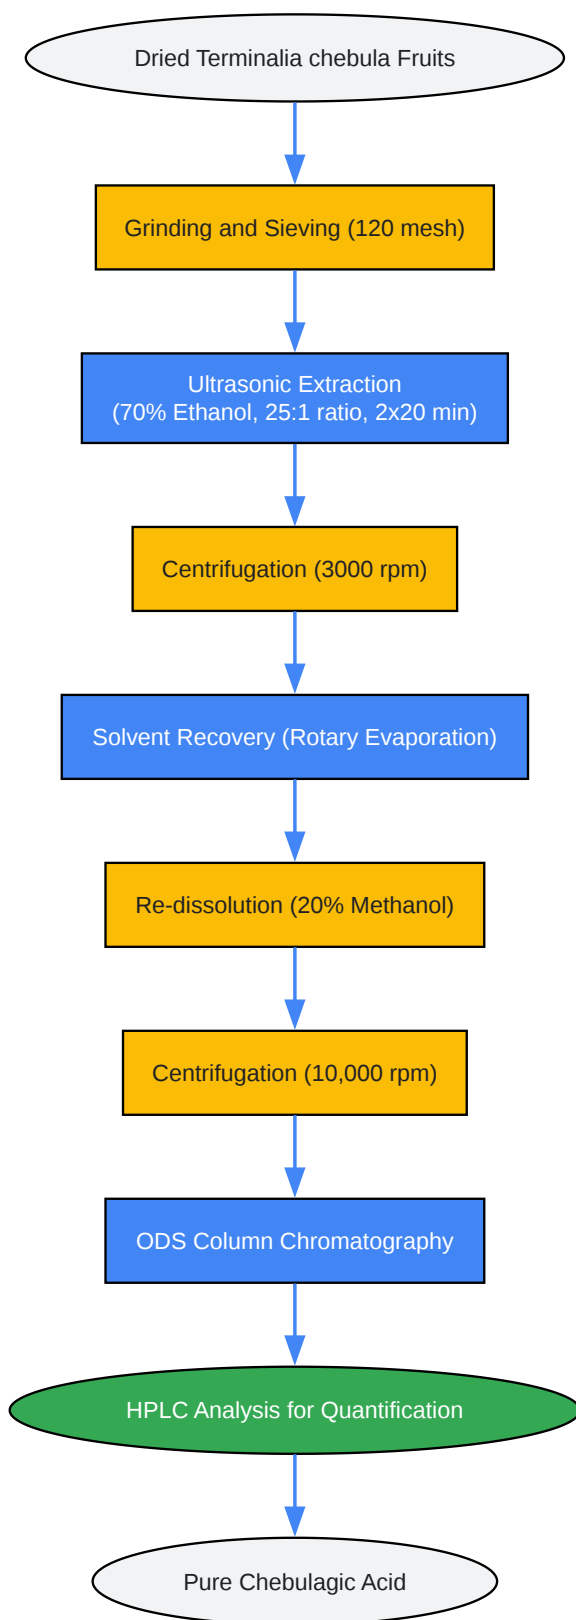 Dried Terminalia chebula Fruits
Grinding and Sieving (120 mesh)
Ultrasonic Extraction
(70% Ethanol, 25:1 ratio, 2x20 min)
Centrifugation (3000 rpm)
Solvent Recovery (Rotary Evaporation)
Re-dissolution (20% Methanol)
Centrifugation (10,000 rpm)
ODS Column Chromatography
HPLC Analysis for Quantification
Pure Chebulagic Acid